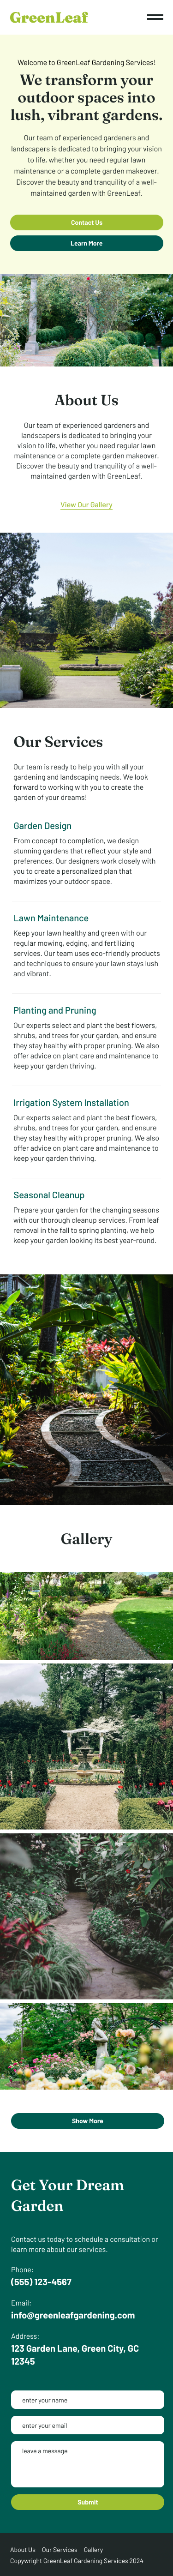 GreenLeaf
Welcome to GreenLeaf Gardening Services!
We transform your
outdoor spaces into
lush, vibrant gardens.
Our team of experienced gardeners and
landscapers is dedicated to bringing your vision
to life, whether you need regular lawn
maintenance or a complete garden makeover.
Discover the beauty and tranquility of a well-
maintained garden with GreenLeaf.
Contact Us
Learn More
About Us
Our team of experienced gardeners and
landscapers is dedicated to bringing your
vision to life, whether you need regular lawn
maintenance or a complete garden makeover.
Discover the beauty and tranquility of a well-
maintained garden with GreenLeaf.
View Our Gallery
Our Services
Our team is ready to help you with all your
gardening and landscaping needs. We look
forward to working with you to create the
garden of your dreams!
Garden Design
From concept to completion, we design
stunning gardens that reflect your style and
preferences. Our designers work closely with
you to create a personalized plan that
maximizes your outdoor space.
Lawn Maintenance
Keep your lawn healthy and green with our
regular mowing, edging, and fertilizing
services. Our team uses eco-friendly products
and techniques to ensure your lawn stays lush
and vibrant.
Planting and Pruning
Our experts select and plant the best flowers,
shrubs, and trees for your garden, and ensure
they stay healthy with proper pruning. We also
offer advice on plant care and maintenance to
keep your garden thriving.
Irrigation System Installation
Our experts select and plant the best flowers,
shrubs, and trees for your garden, and ensure
they stay healthy with proper pruning. We also
offer advice on plant care and maintenance to
keep your garden thriving.
Seasonal Cleanup
Prepare your garden for the changing seasons
with our thorough cleanup services. From leaf
removal in the fall to spring planting, we help
keep your garden looking its best year-round.
Gallery
Show More
Get Your Dream
Garden
Contact us today to schedule a consultation or
learn more about our services.
Phone:
(555) 123-4567
Email:
info@greenleafgardening.com
Address:
123 Garden Lane, Green City, GC
12345
enter your name
enter your email
leave a message
Submit
About Us Our Services Gallery
Copywright GreenLeaf Gardening Services 2024